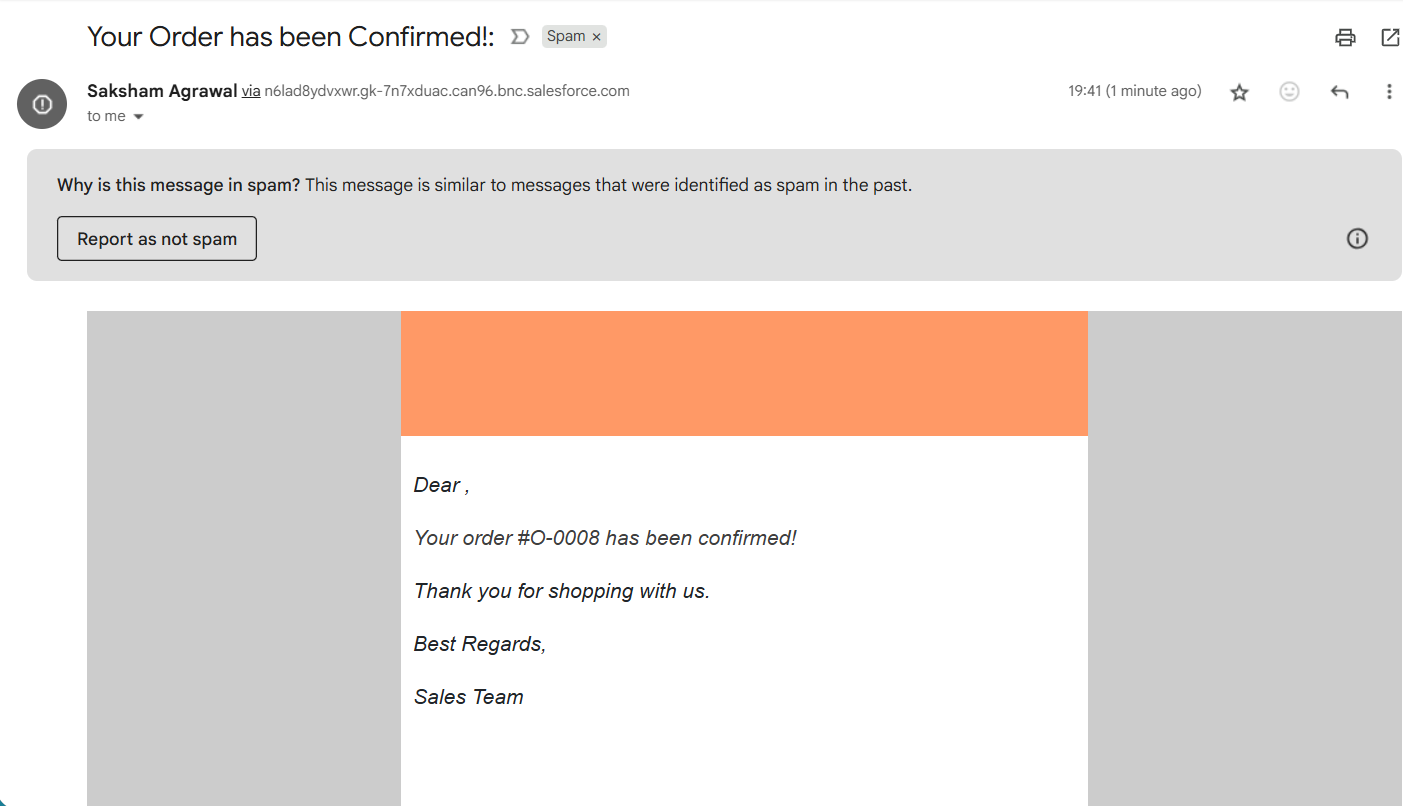 Your Order has been Confirmed!:
Spam ×
Saksham Agrawal via n6lad8ydvxwr.gk-7n7xduac.can96.bnc.salesforce.com
19:41 (1 minute ago)
to me
Why is this message in spam? This message is similar to messages that were identified as spam in the past.
Report as not spam
Dear ,
Your order #O-0008 has been confirmed!
Thank you for shopping with us.
Best Regards,
Sales Team